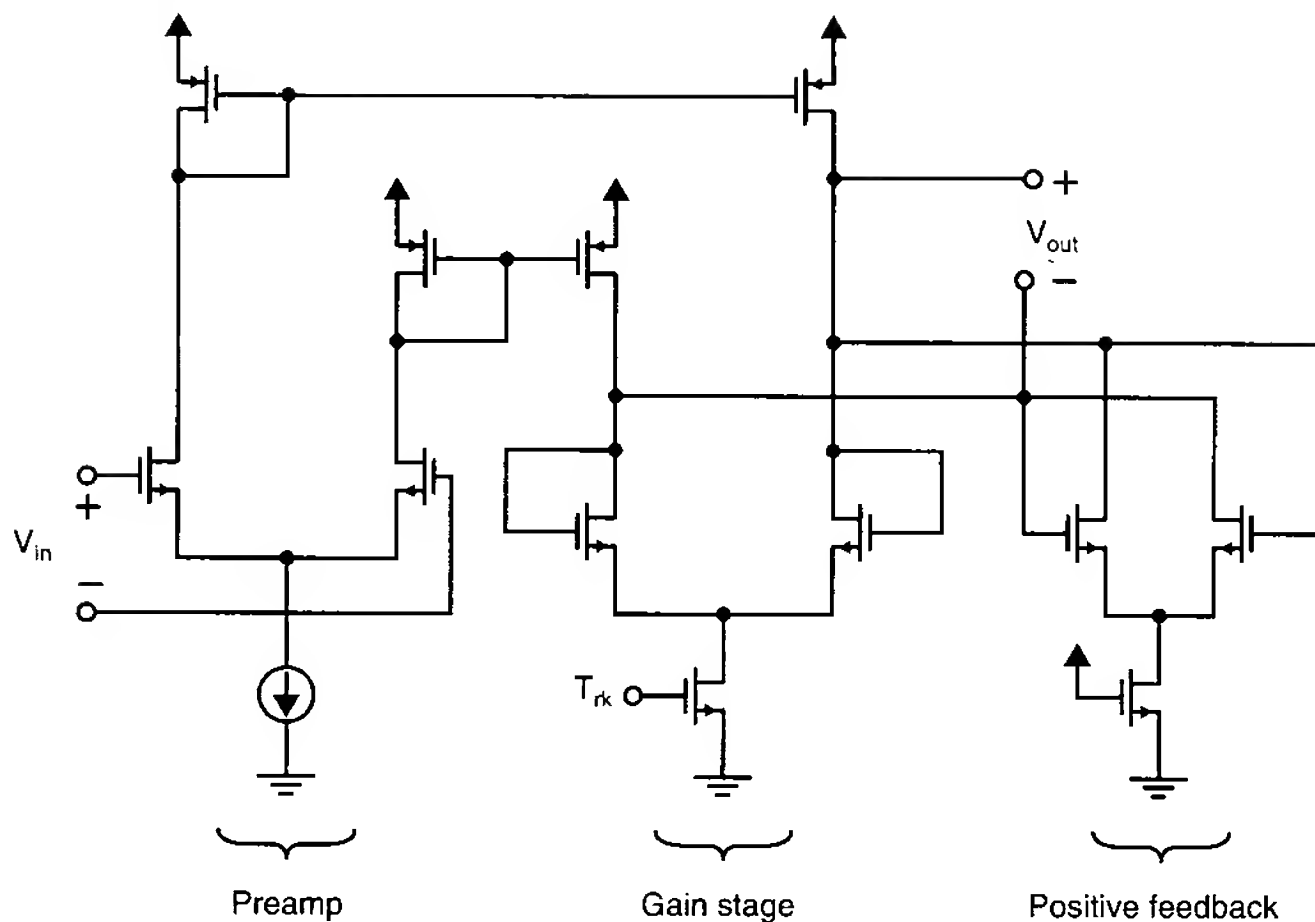 +
V_out
−
+
V_in
−
T_rk
Preamp
Gain stage
Positive feedback